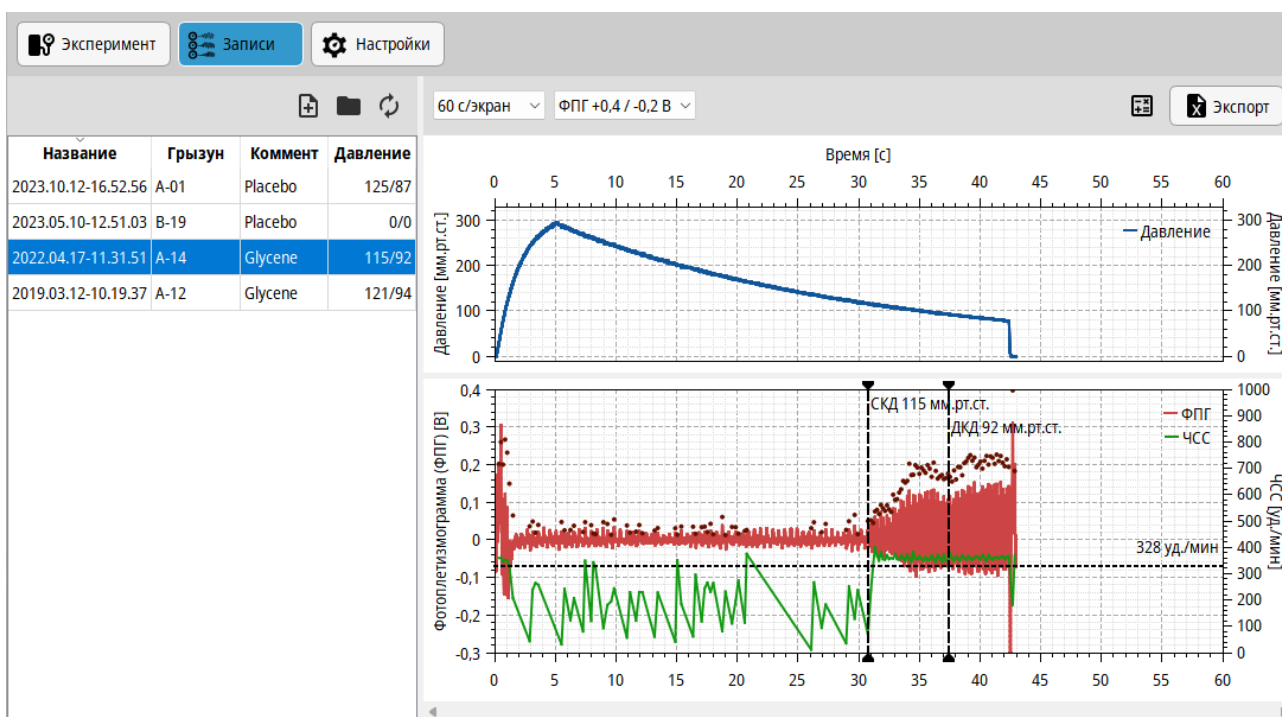 Эксперимент Записи Настройки
60 с/экран ФПГ +0,4 / -0,2 В Экспорт
Название Грызун Коммент Давление
2023.10.12-16.52.56 A-01 Placebo 125/87
2023.05.10-12.51.03 B-19 Placebo 0/0
2022.04.17-11.31.51 A-14 Glycene 115/92
2019.03.12-10.19.37 A-12 Glycene 121/94
Время [с]
0 5 10 15 20 25 30 35 40 45 50 55 60
Давление [мм.рт.ст.]
300
200
100
0
Давление
300
200
100
0
Давление [мм.рт.ст.]
Фотоплетизмограмма (ФПГ) [В]
0,4
0,3
0,2
0,1
0
-0,1
-0,2
-0,3
СКД 115 мм.рт.ст.
ДКД 92 мм.рт.ст.
ФПГ
ЧСС
328 уд./мин
1000
900
800
700
600
500
400
300
200
100
0
ЧСС [уд/мин]
0 5 10 15 20 25 30 35 40 45 50 55 60